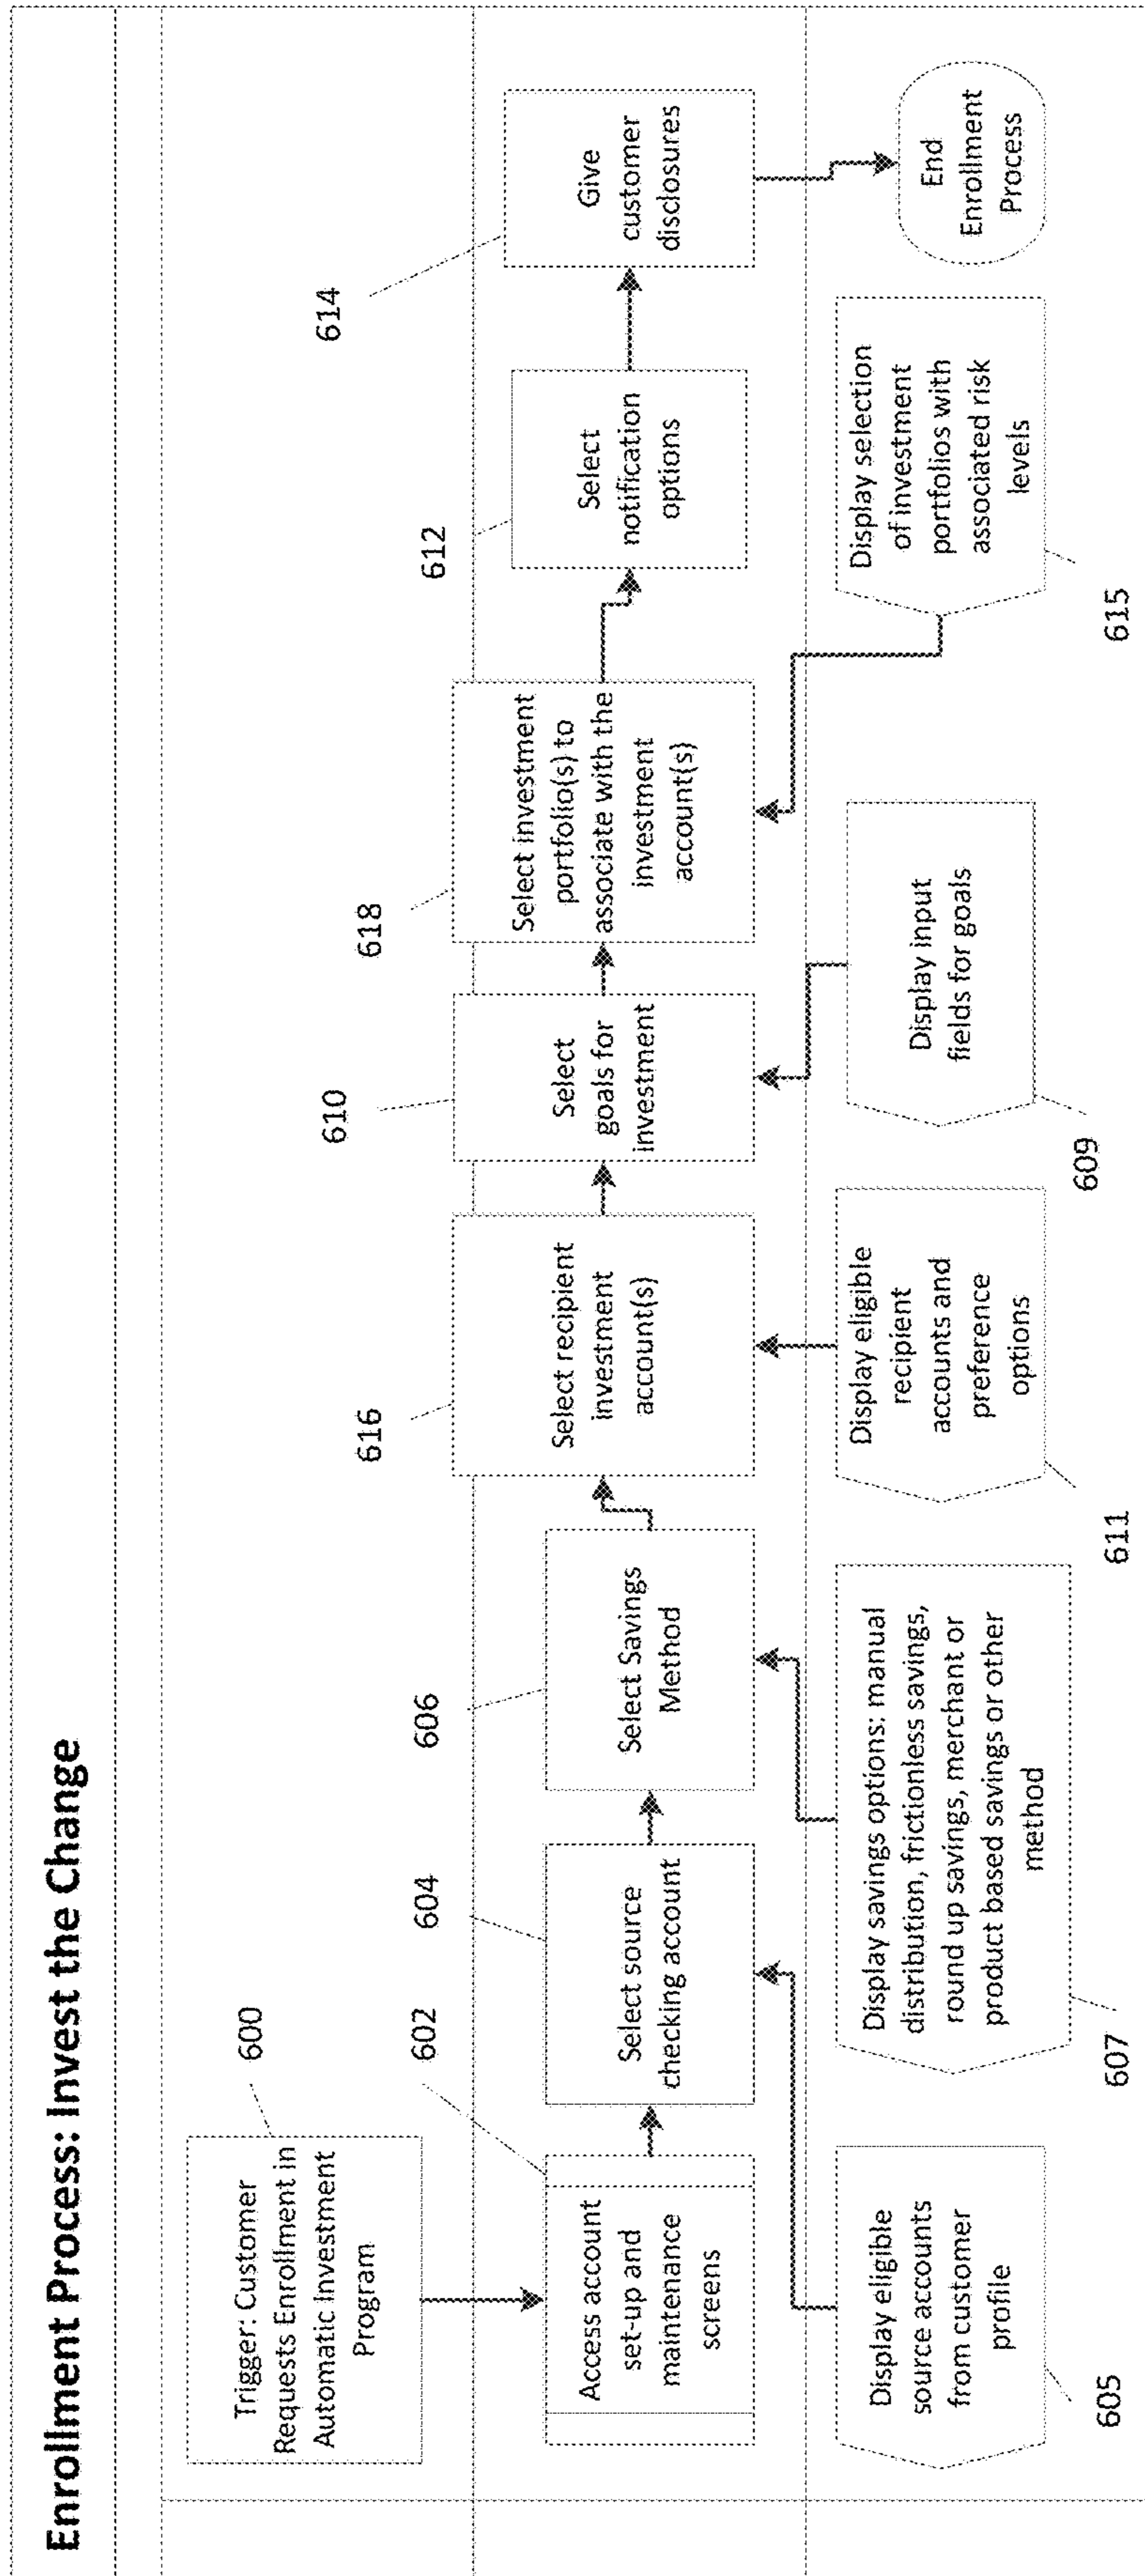 Enrollment Process: Invest the Change
600
Trigger: Customer
Requests Enrollment in
Automatic Investment
Program
602
Access account
set-up and
maintenance
screens
604
Select source
checking account
606
Select Savings
Method
616
Select recipient
investment
account(s)
610
Select
goals for
investment
618
Select investment
portfolio(s) to
associate with the
investment
account(s)
612
Select
notification
options
614
Give
customer
disclosures
Display eligible
source accounts
from customer
profile
605
Display savings options: manual
distribution, frictionless savings,
round up savings, merchant or
product based savings or other
method
607
Display eligible
recipient
accounts and
preference
options
611
Display input
fields for goals
609
Display selection
of investment
portfolios with
associated risk
levels
615
End
Enrollment
Process